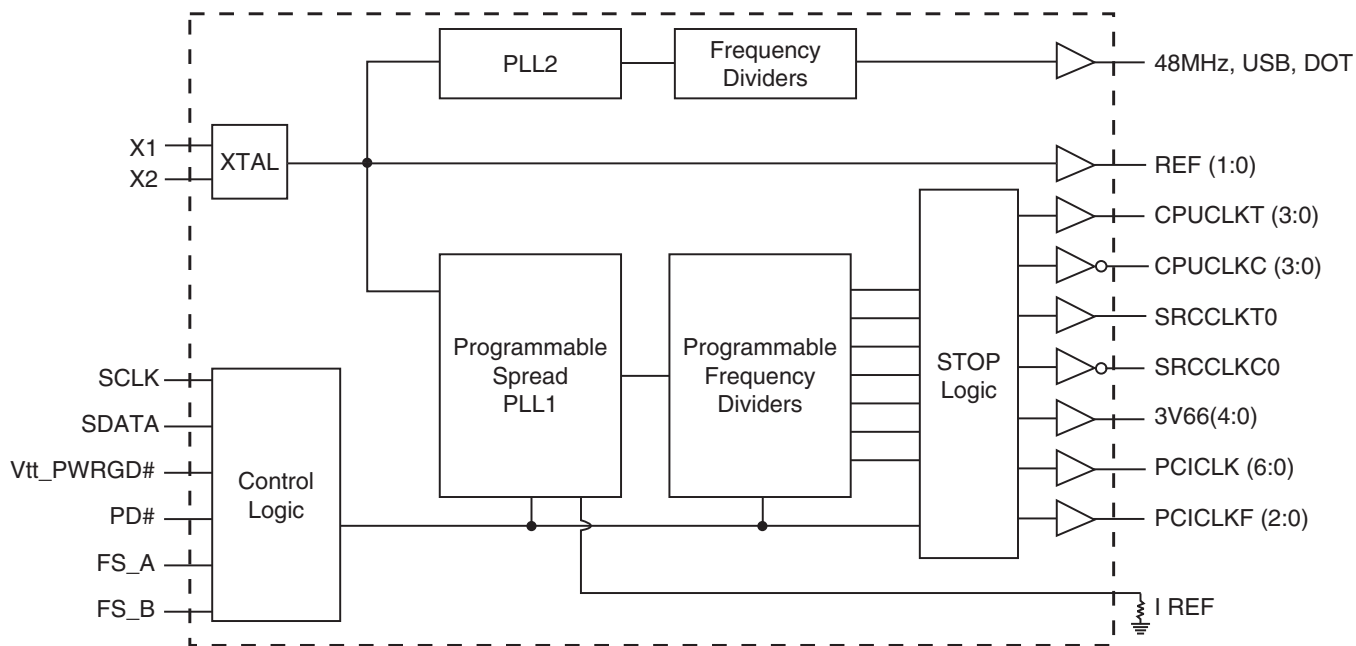 PLL2
Frequency
Dividers
48MHz, USB, DOT
X1
X2
XTAL
REF (1:0)
CPUCLKT (3:0)
CPUCLKC (3:0)
SRCCLKT0
SRCCLKC0
3V66(4:0)
PCICLK (6:0)
PCICLKF (2:0)
I REF
Programmable
Spread
PLL1
Programmable
Frequency
Dividers
STOP
Logic
SCLK
SDATA
Vtt_PWRGD#
PD#
FS_A
FS_B
Control
Logic